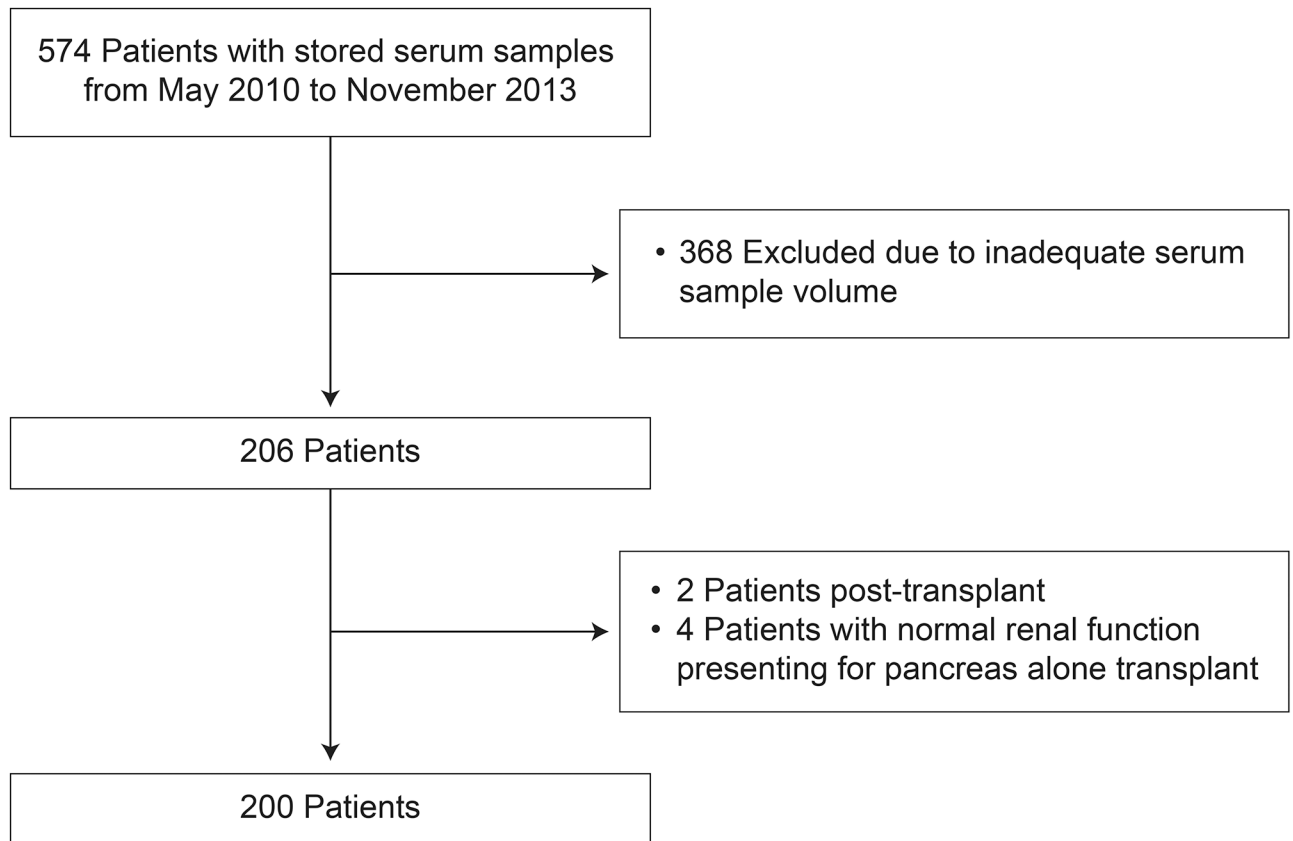 574 Patients with stored serum samples
from May 2010 to November 2013
• 368 Excluded due to inadequate serum
sample volume
206 Patients
• 2 Patients post-transplant
• 4 Patients with normal renal function
presenting for pancreas alone transplant
200 Patients